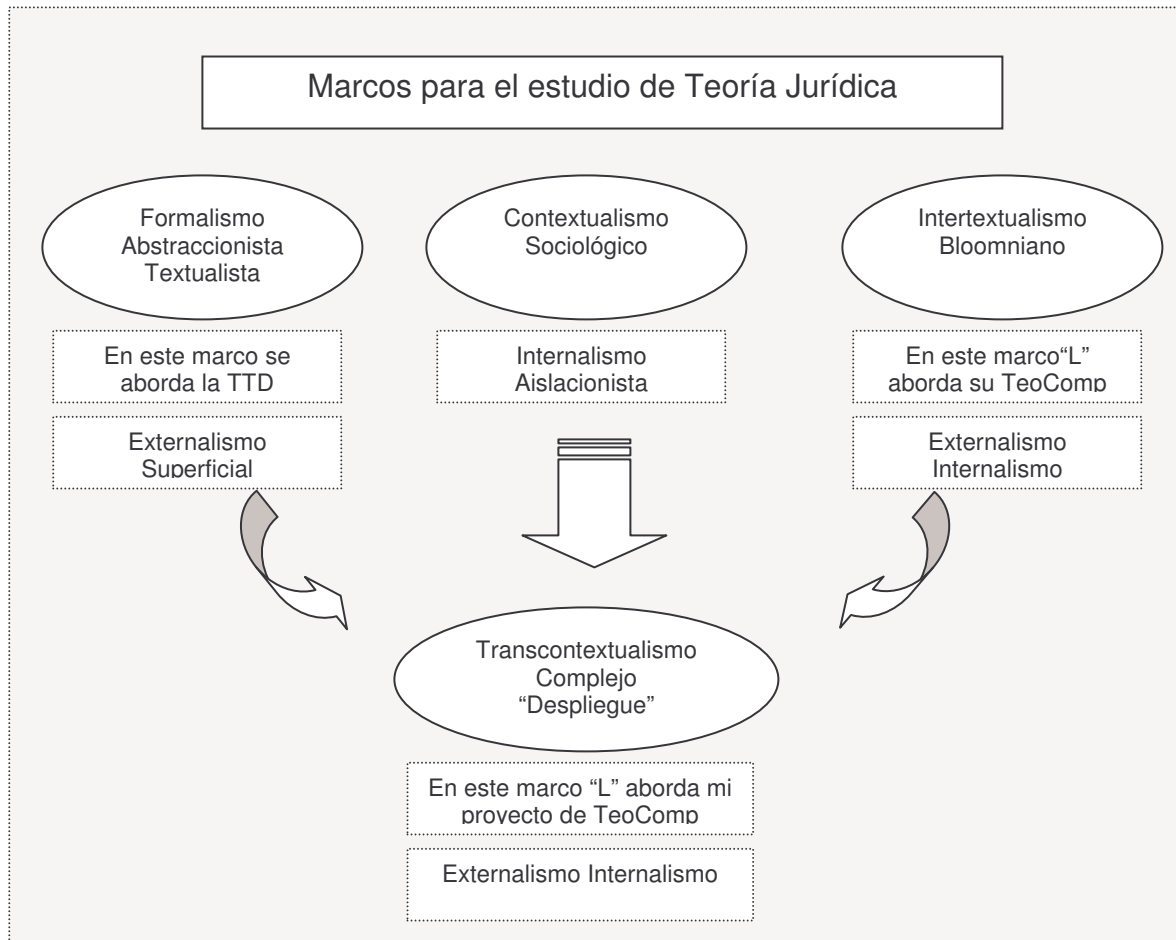 Marcos para el estudio de Teoría Jurídica
Formalismo
Abstraccionista
Textualista
En este marco se
aborda la TTD
Externalismo
Superficial
Contextualismo
Sociológico
Internalismo
Aislacionista
Intertextualismo
Bloomniano
En este marco“L”
aborda su TeoComp
Externalismo
Internalismo
Transcontextualismo
Complejo
“Despliegue”
En este marco “L” aborda mi
proyecto de TeoComp
Externalismo Internalismo